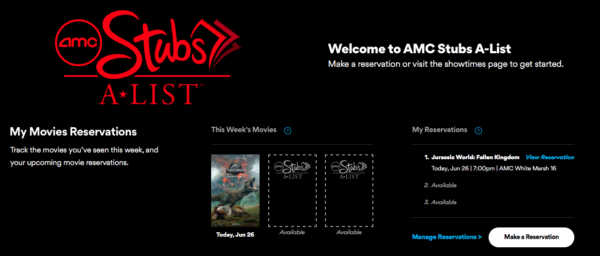 amc Stubs
A★LIST
Welcome to AMC Stubs A-List
Make a reservation or visit the showtimes page to get started.
My Movies Reservations
Track the movies you've seen this week, and
your upcoming movie reservations.
This Week's Movies ?
Today, Jun 26
amc Stubs
A★LIST
Available
amc Stubs
A★LIST
Available
My Reservations ?
1. Jurassic World: Fallen Kingdom View Reservation
Today, Jun 26 | 7:00pm | AMC White Marsh 16
2. Available
3. Available
Manage Reservations > Make a Reservation